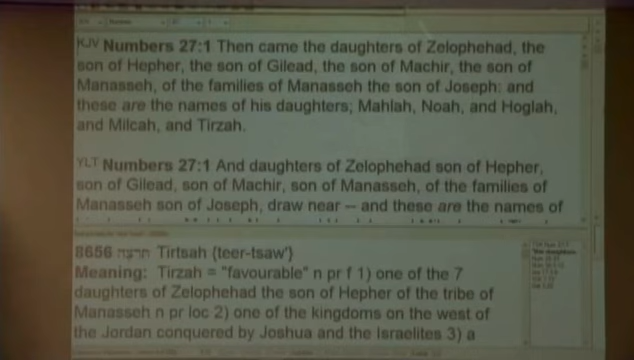 KJV Numbers 27:1 Then came the daughters of Zelophehad, the
son of Hepher, the son of Gilead, the son of Machir, the son of
Manasseh, of the families of Manasseh the son of Joseph: and
these are the names of his daughters; Mahlah, Noah, and Hoglah,
and Milcah, and Tirzah.
YLT Numbers 27:1 And daughters of Zelophehad son of Hepher,
son of Gilead, son of Machir, son of Manasseh, of the families of
Manasseh son of Joseph, draw near -- and these are the names of
8656 תרצה Tirtsah {teer-tsaw'}
Meaning: Tirzah = "favourable" n pr f 1) one of the 7
daughters of Zelophehad the son of Hepher of the tribe of
Manasseh n pr loc 2) one of the kingdoms on the west of
the Jordan conquered by Joshua and the Israelites 3) a